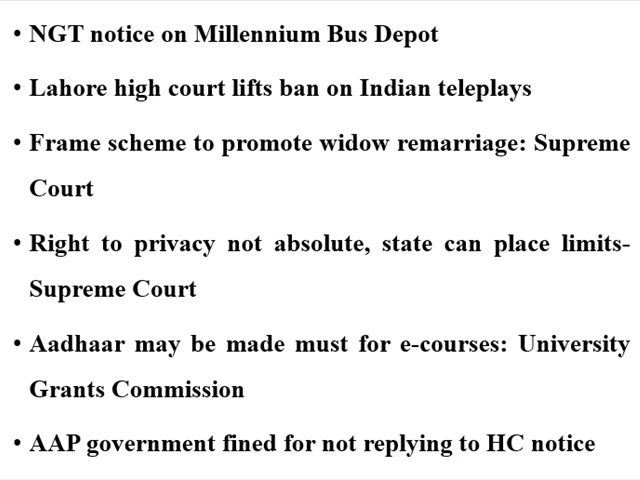 • NGT notice on Millennium Bus Depot
• Lahore high court lifts ban on Indian teleplays
• Frame scheme to promote widow remarriage: Supreme
Court
• Right to privacy not absolute, state can place limits-
Supreme Court
• Aadhaar may be made must for e-courses: University
Grants Commission
• AAP government fined for not replying to HC notice